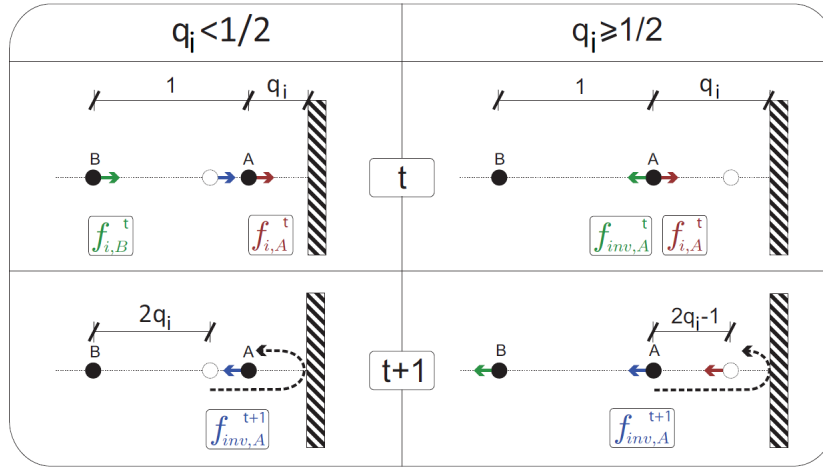 q_i<1/2
q_i⩾1/2
1
q_i
1
q_i
B
A
B
A
t
f_{i,B}^t
f_{i,A}^t
f_{inv,A}^t
f_{i,A}^t
2q_i
2q_i-1
B
A
B
A
t+1
f_{inv,A}^{t+1}
f_{inv,A}^{t+1}